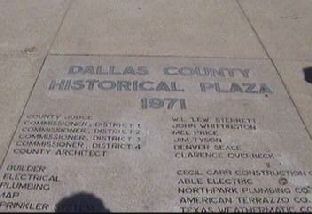 DALLAS COUNTY
HISTORICAL PLAZA
1971
COUNTY JUDGE W.L. LEW STERRETT
COMMISSIONER, DISTRICT 1 JOHN WHITTINGTON
COMMISSIONER, DISTRICT 2 MEL PRICE
COMMISSIONER, DISTRICT 3 JIM TYSON
COMMISSIONER, DISTRICT 4 DENVER SEALE
COUNTY ARCHITECT CLARENCE
BUILDER CECIL CARR CONSTRUCTION
ELECTRICAL ABLE ELECTRIC
PLUMBING NORTHPARK PLUMBING CO.
AMERICAN TERRAZZO CO.
SPRINKLER TEXAS